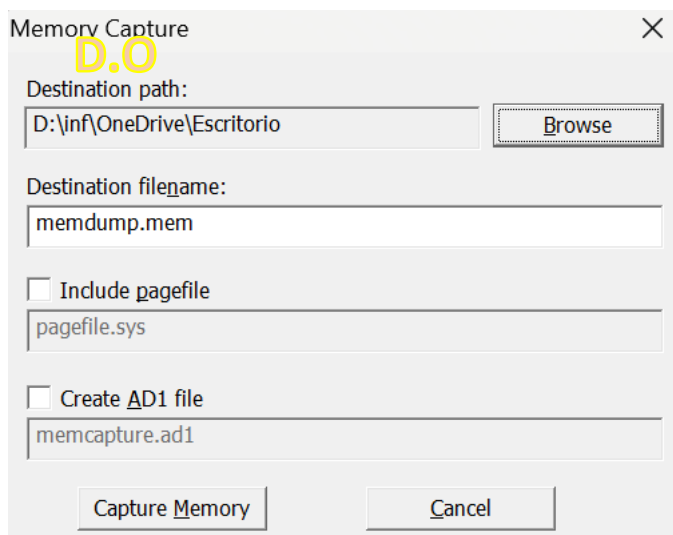 Memory Capture
D.O
Destination path:
D:\inf\OneDrive\Escritorio
Browse
Destination filename:
memdump.mem
Include pagefile
pagefile.sys
Create AD1 file
memcapture.ad1
Capture Memory
Cancel